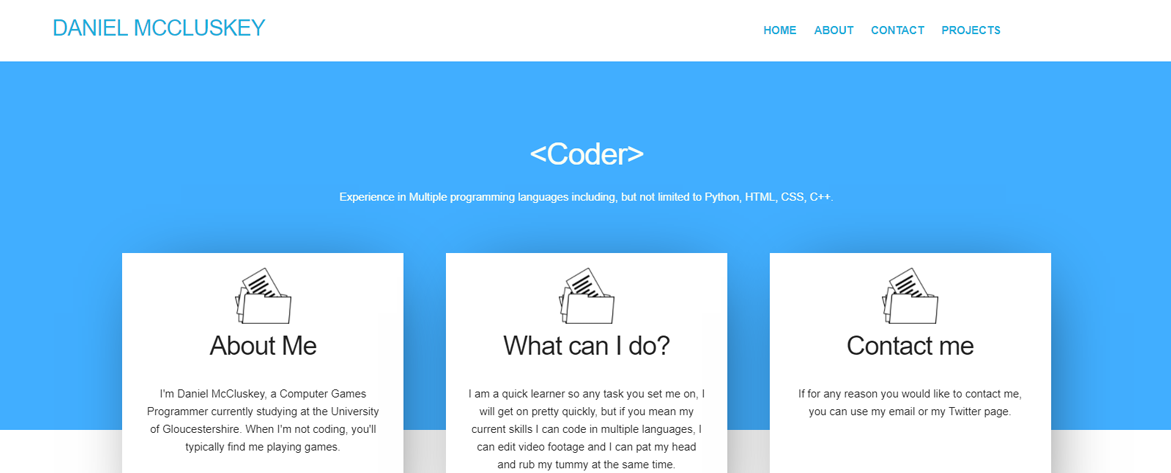 DANIEL MCCLUSKEY
HOME ABOUT CONTACT PROJECTS
<Coder>
Experience in Multiple programming languages including, but not limited to Python, HTML, CSS, C++.
About Me
I'm Daniel McCluskey, a Computer Games
Programmer currently studying at the University
of Gloucestershire. When I'm not coding, you'll
typically find me playing games.
What can I do?
I am a quick learner so any task you set me on, I
will get on pretty quickly, but if you mean my
current skills I can code in multiple languages, I
can edit video footage and I can pat my head
and rub my tummy at the same time.
Contact me
If for any reason you would like to contact me,
you can use my email or my Twitter page.